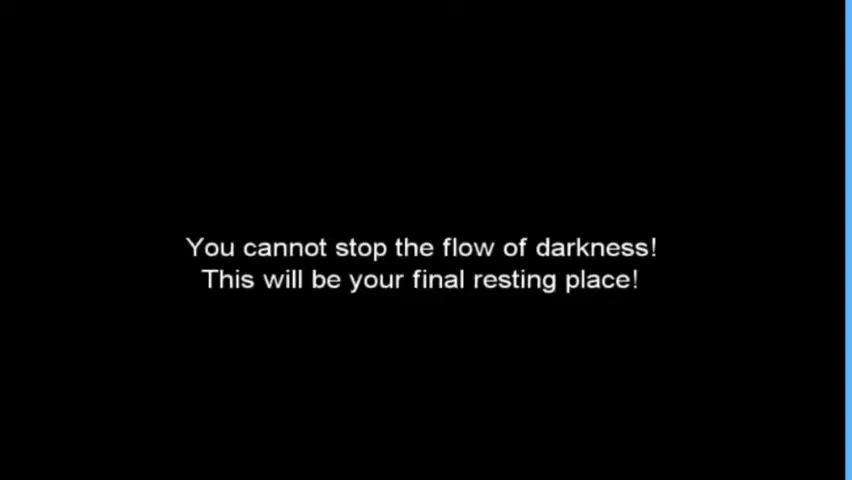 You cannot stop the flow of darkness!
This will be your final resting place!